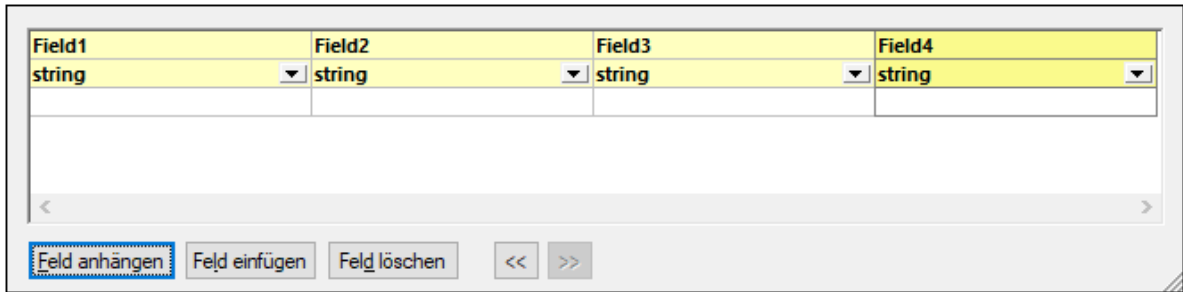 Field1 Field2 Field3 Field4
string string string string
Feld anhängen Feld einfügen Feld löschen << >>